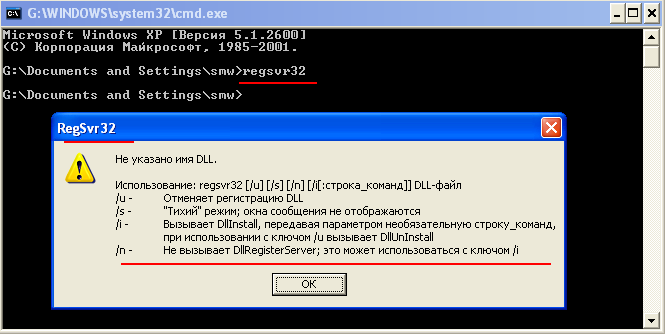 G:\WINDOWS\system32\cmd.exe
Microsoft Windows XP [Версия 5.1.2600]
(C) Корпорация Майкрософт, 1985-2001.
G:\Documents and Settings\smw>regsvr32
G:\Documents and Settings\smw>
RegSvr32
Не указано имя DLL.
Использование: regsvr32 [/u] [/s] [/n] [/i[:строка_команд]] DLL-файл
/u - Отменяет регистрацию DLL
/s - "Тихий" режим; окна сообщения не отображаются
/i - Вызывает DllInstall, передавая параметром необязательную строку_команд,
при использовании с ключом /u вызывает DllUnInstall
/n - Не вызывает DllRegisterServer; это может использоваться с ключом /i
OK